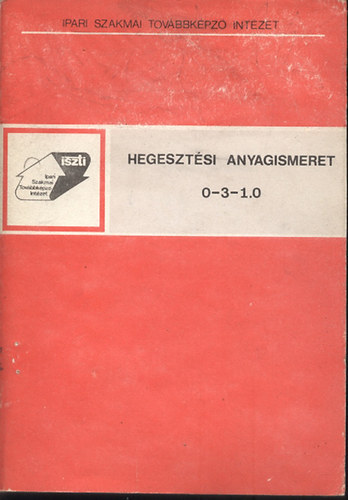 IPARI SZAKMAI TOVÁBBKÉPZŐ INTÉZET
iszti
Ipari
Szakmai
Továbbképző
Intézet
HEGESZTÉSI ANYAGISMERET
0-3-1.0